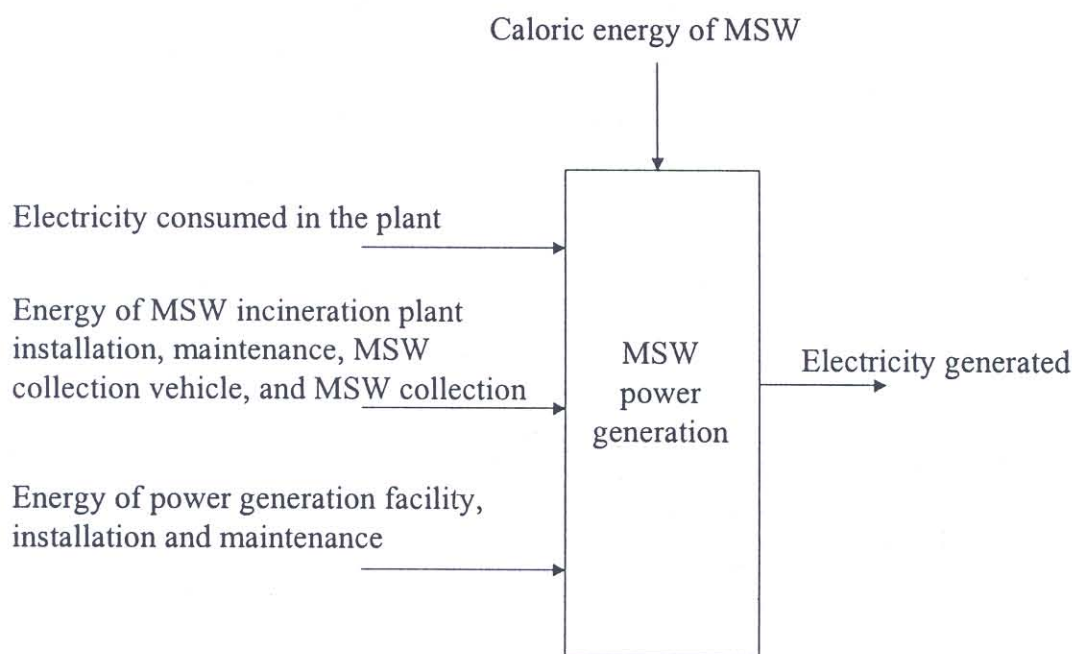 Caloric energy of MSW
Electricity consumed in the plant
Energy of MSW incineration plant
installation, maintenance, MSW
collection vehicle, and MSW collection
MSW
power
generation
Electricity generated
Energy of power generation facility,
installation and maintenance